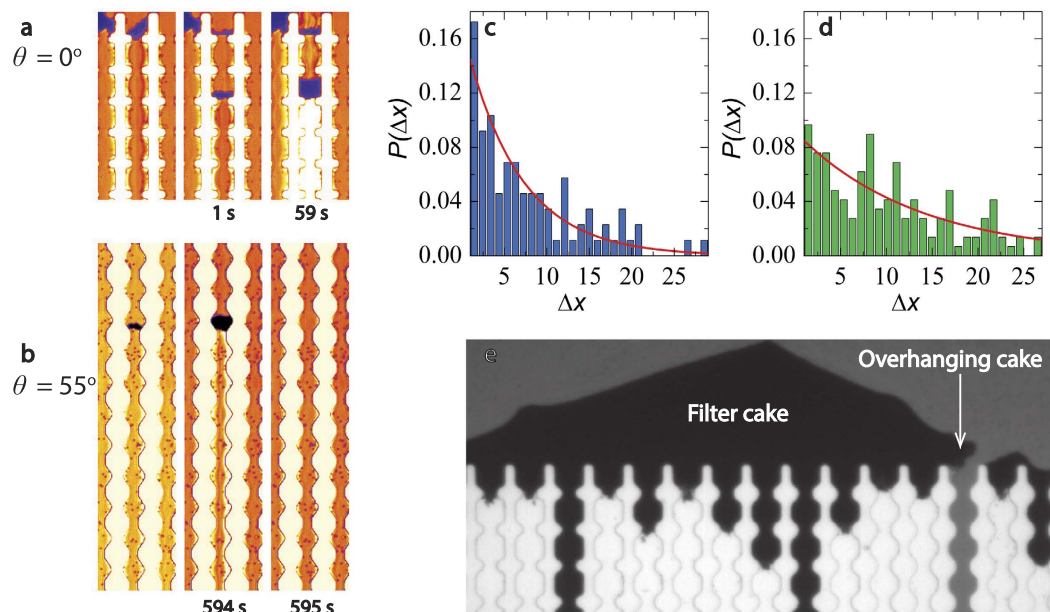 a
θ = 0°
1 s
59 s
b
θ = 55°
594 s
595 s
c
P(Δx)
0.16
0.12
0.08
0.04
0.00
5
10
15
20
25
Δx
d
P(Δx)
0.16
0.12
0.08
0.04
0.00
5
10
15
20
25
Δx
e
Overhanging cake
Filter cake